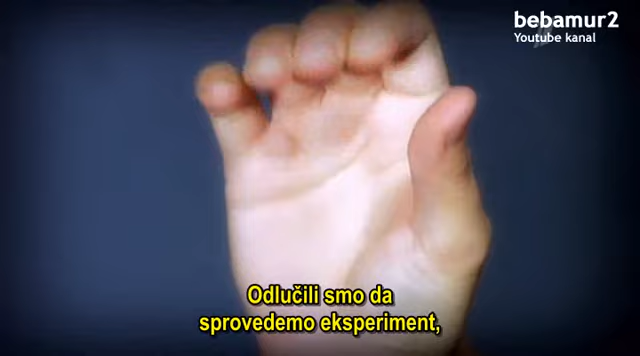 bebamur2
Youtube kanal
Odlučili smo da
sprovedemo eksperiment,